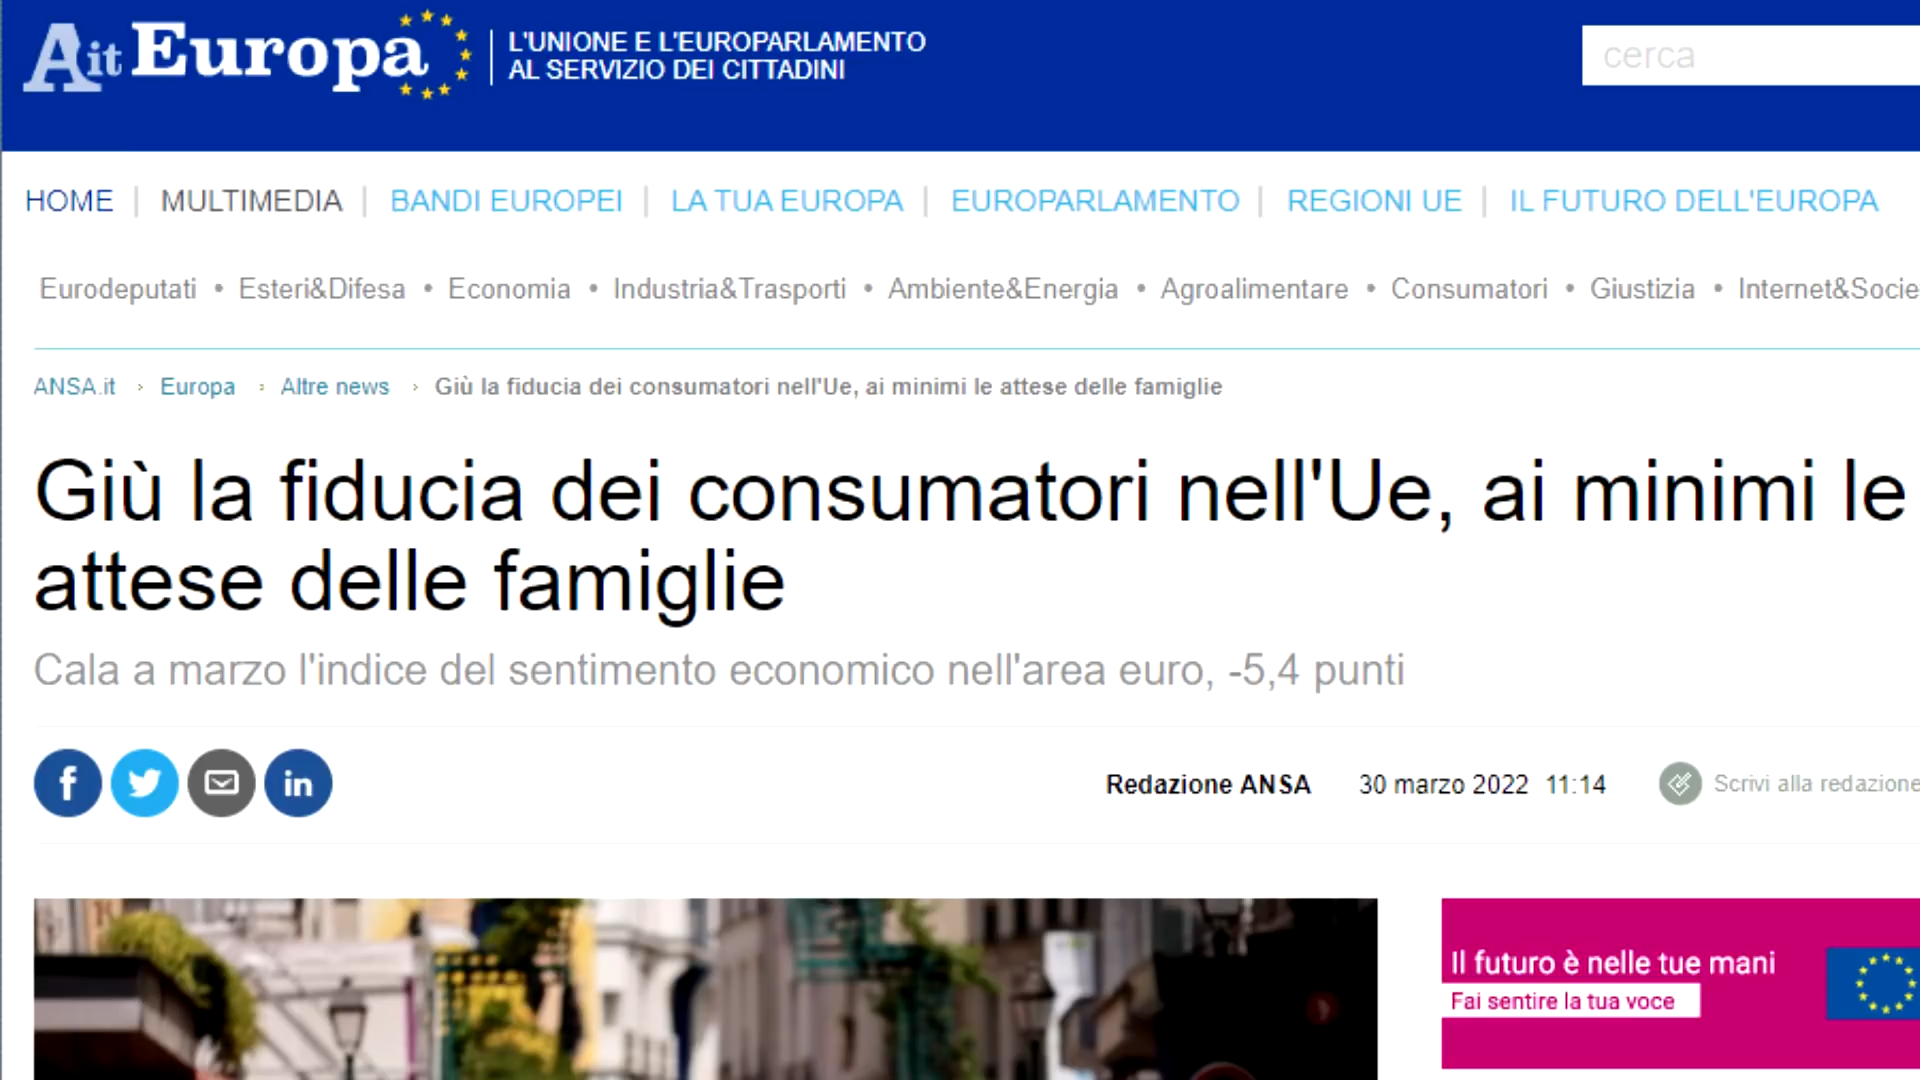 Ait Europa
L'UNIONE E L'EUROPARLAMENTO
AL SERVIZIO DEI CITTADINI
cerca
HOME | MULTIMEDIA | BANDI EUROPEI | LA TUA EUROPA | EUROPARLAMENTO | REGIONI UE | IL FUTURO DELL'EUROPA
Eurodeputati • Esteri&Difesa • Economia • Industria&Trasporti • Ambiente&Energia • Agroalimentare • Consumatori • Giustizia • Internet&Socie
ANSA.it › Europa › Altre news › Giù la fiducia dei consumatori nell'Ue, ai minimi le attese delle famiglie
Giù la fiducia dei consumatori nell'Ue, ai minimi le
attese delle famiglie
Cala a marzo l'indice del sentimento economico nell'area euro, -5,4 punti
f in
Redazione ANSA 30 marzo 2022 11:14 Scrivi alla redazione
Il futuro è nelle tue mani
Fai sentire la tua voce